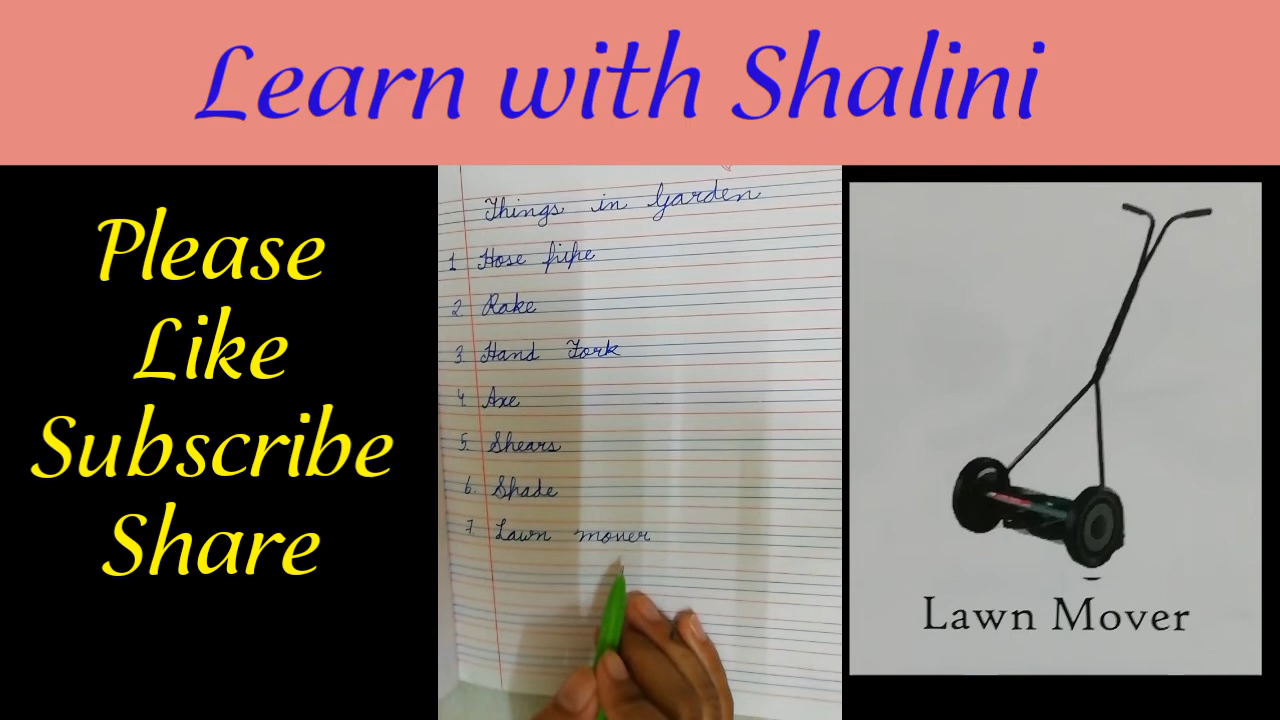 Learn with Shalini
Please
Like
Subscribe
Share
Things in Garden
1 Hose pipe
2. Rake
3. Hand Fork
4. Axe
5. Shears
6. Spade
7 Lawn mover
Lawn Mover